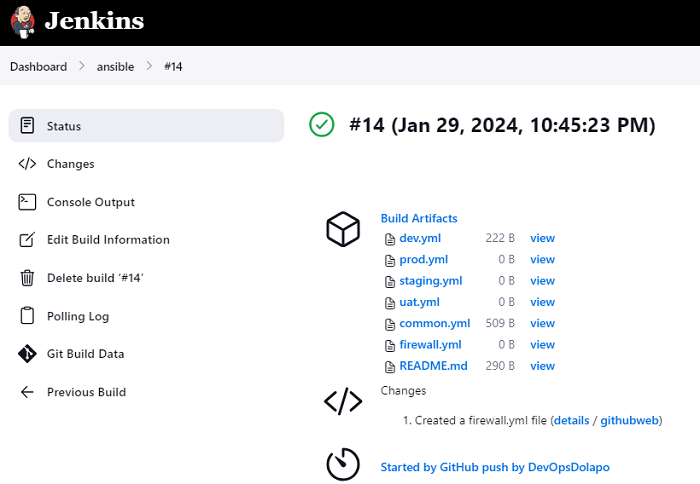 Jenkins
Dashboard > ansible > #14
Status
Changes
Console Output
Edit Build Information
Delete build ‘#14’
Polling Log
Git Build Data
Previous Build
#14 (Jan 29, 2024, 10:45:23 PM)
Build Artifacts
dev.yml 222 B view
prod.yml 0 B view
staging.yml 0 B view
uat.yml 0 B view
common.yml 509 B view
firewall.yml 0 B view
README.md 290 B view
Changes
1. Created a firewall.yml file (details / githubweb)
Started by GitHub push by DevOpsDolapo